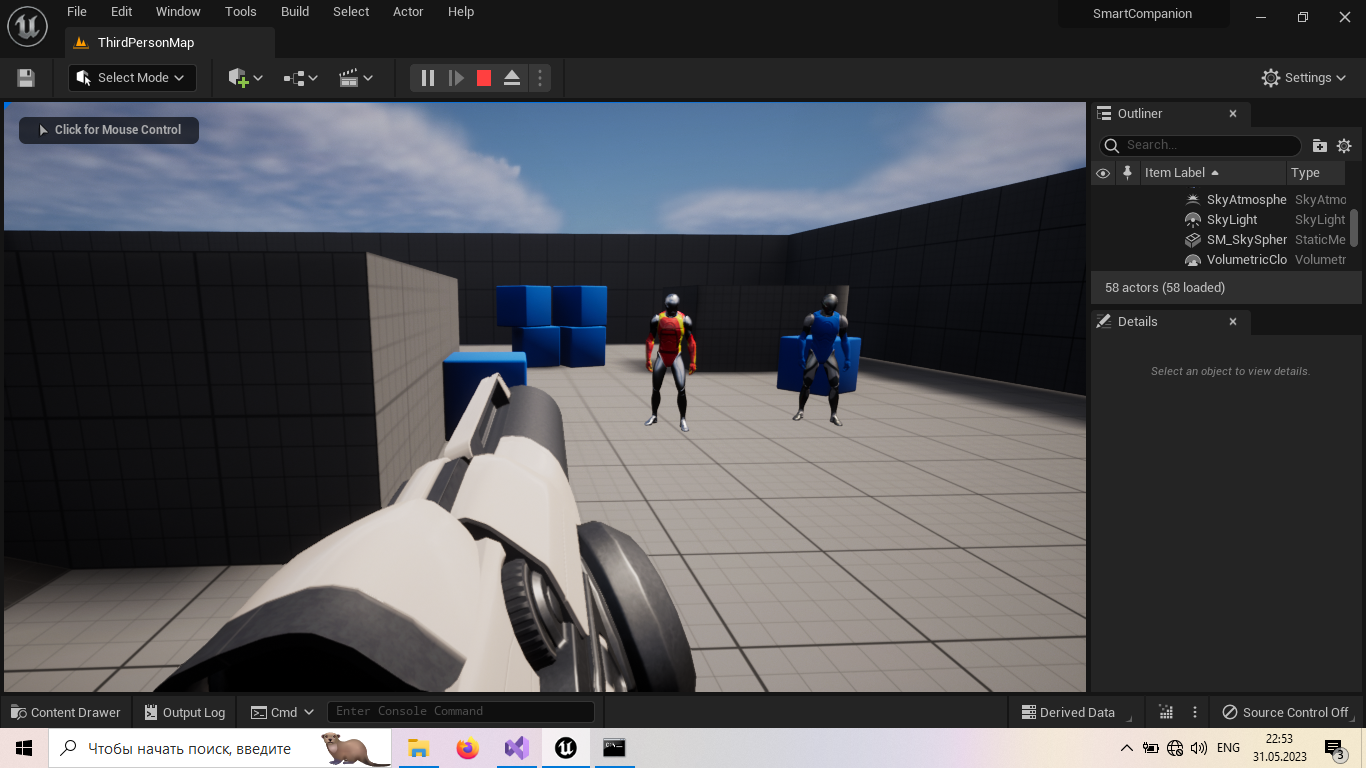 File Edit Window Tools Build Select Actor Help
SmartCompanion
ThirdPersonMap
Select Mode
Settings
Click for Mouse Control
Outliner
Search...
Item Label Type
SkyAtmosphe SkyAtmo
SkyLight SkyLight
SM_SkySpher StaticMe
VolumetricClo Volumetr
58 actors (58 loaded)
Details
Select an object to view details.
Content Drawer Output Log Cmd Enter Console Command Derived Data Source Control Off
Чтобы начать поиск, введите
ENG
22:53
31.05.2023
3